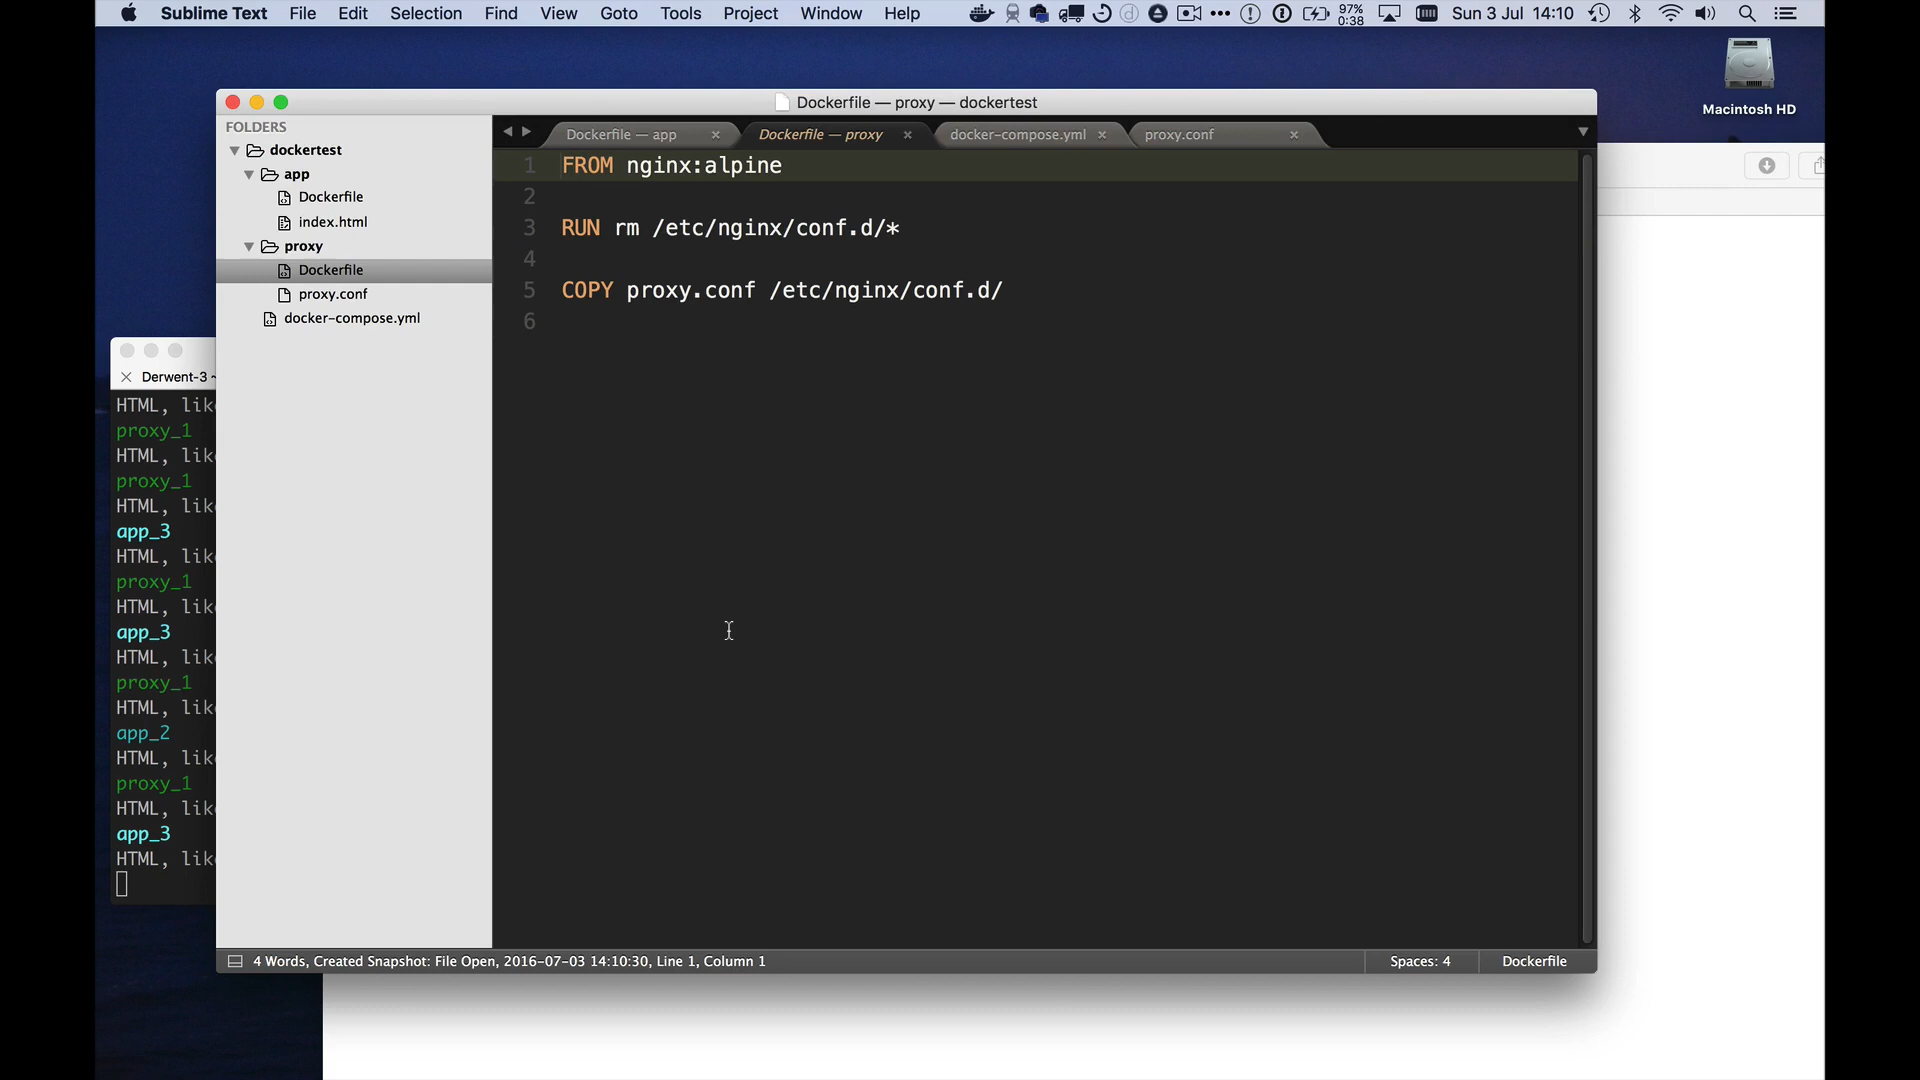 Sublime Text File Edit Selection Find View Goto Tools Project Window Help
97%
0:38
Sun 3 Jul 14:10
Macintosh HD
Dockerfile — proxy — dockertest
FOLDERS
dockertest
app
Dockerfile
index.html
proxy
Dockerfile
proxy.conf
docker-compose.yml
Dockerfile — app
Dockerfile — proxy
docker-compose.yml
proxy.conf
1 FROM nginx:alpine
2
3 RUN rm /etc/nginx/conf.d/*
4
5 COPY proxy.conf /etc/nginx/conf.d/
6
Derwent-3 ~
HTML, lik
proxy_1
HTML, lik
proxy_1
HTML, lik
app_3
HTML, lik
proxy_1
HTML, lik
app_3
HTML, lik
proxy_1
HTML, lik
app_2
HTML, lik
proxy_1
HTML, lik
app_3
HTML, lik
4 Words, Created Snapshot: File Open, 2016-07-03 14:10:30, Line 1, Column 1
Spaces: 4
Dockerfile